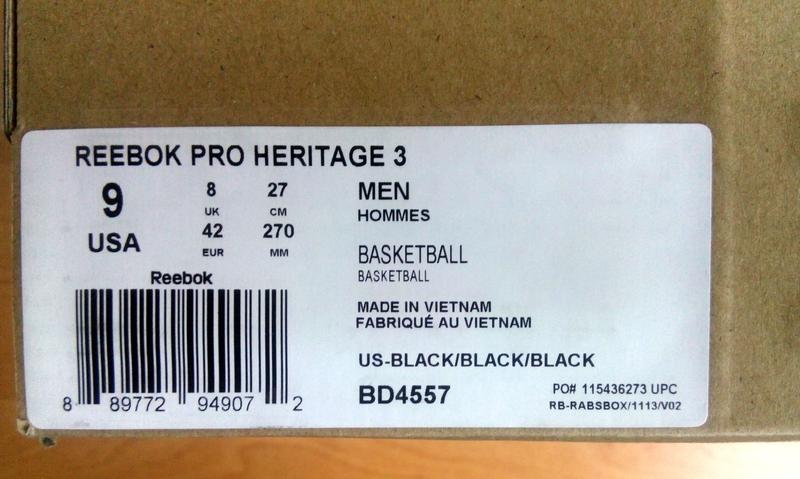 REEBOK PRO HERITAGE 3
9
USA
8 27
UK CM
42 270
EUR MM
MEN
HOMMES
BASKETBALL
BASKETBALL
Reebok
MADE IN VIETNAM
FABRIQUÉ AU VIETNAM
US-BLACK/BLACK/BLACK
BD4557
PO# 115436273 UPC
RB-RABSBOX/1113/V02
8 89772 94907 2